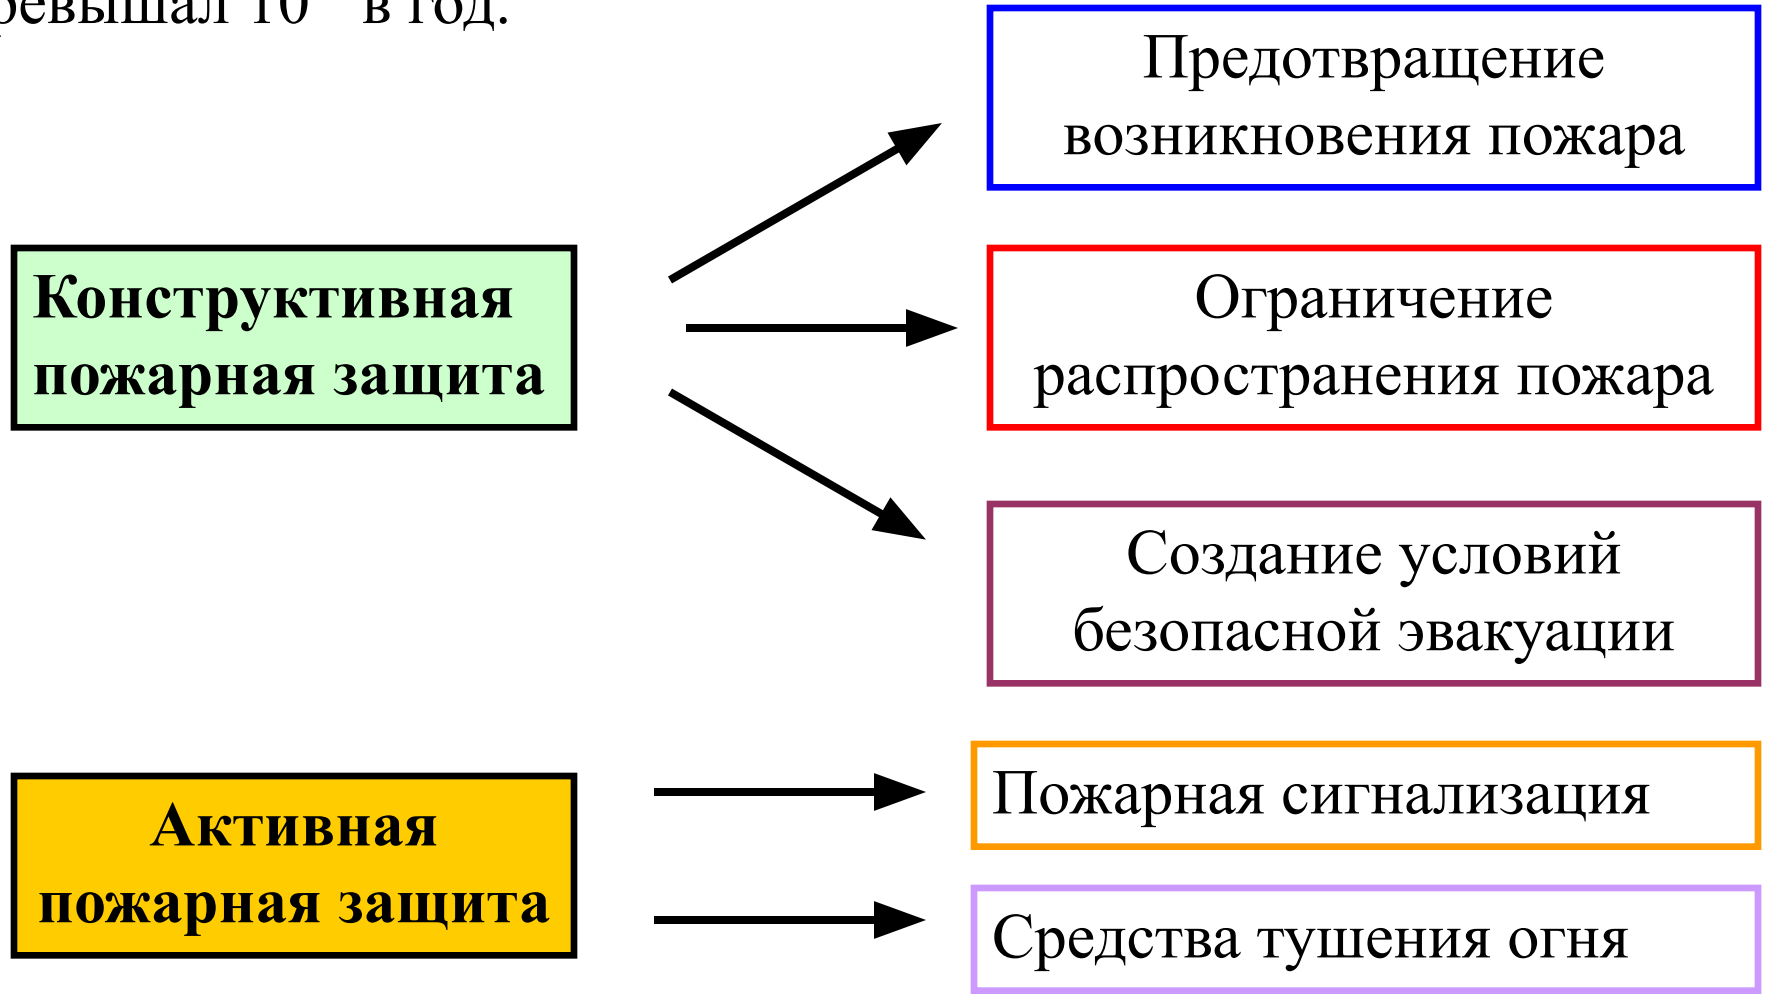 ревышал 10 в год.
Предотвращение
возникновения пожара
Конструктивная
пожарная защита
Ограничение
распространения пожара
Создание условий
безопасной эвакуации
Активная
пожарная защита
Пожарная сигнализация
Средства тушения огня